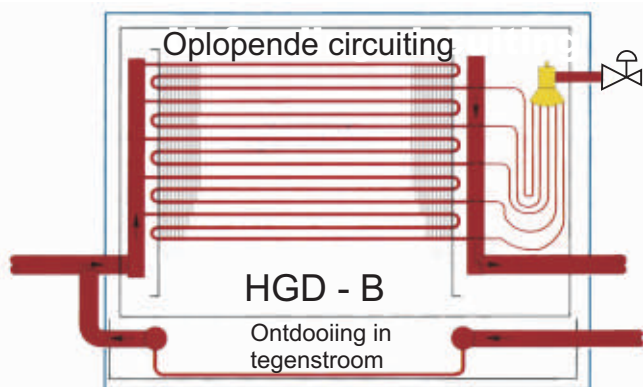 Oplopende circuiting
HGD - B
Ontdooiing in
tegenstroom